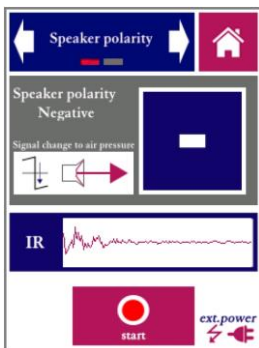 Speaker polarity
Speaker polarity
Negative
Signal change to air pressure
IR
start
ext.power